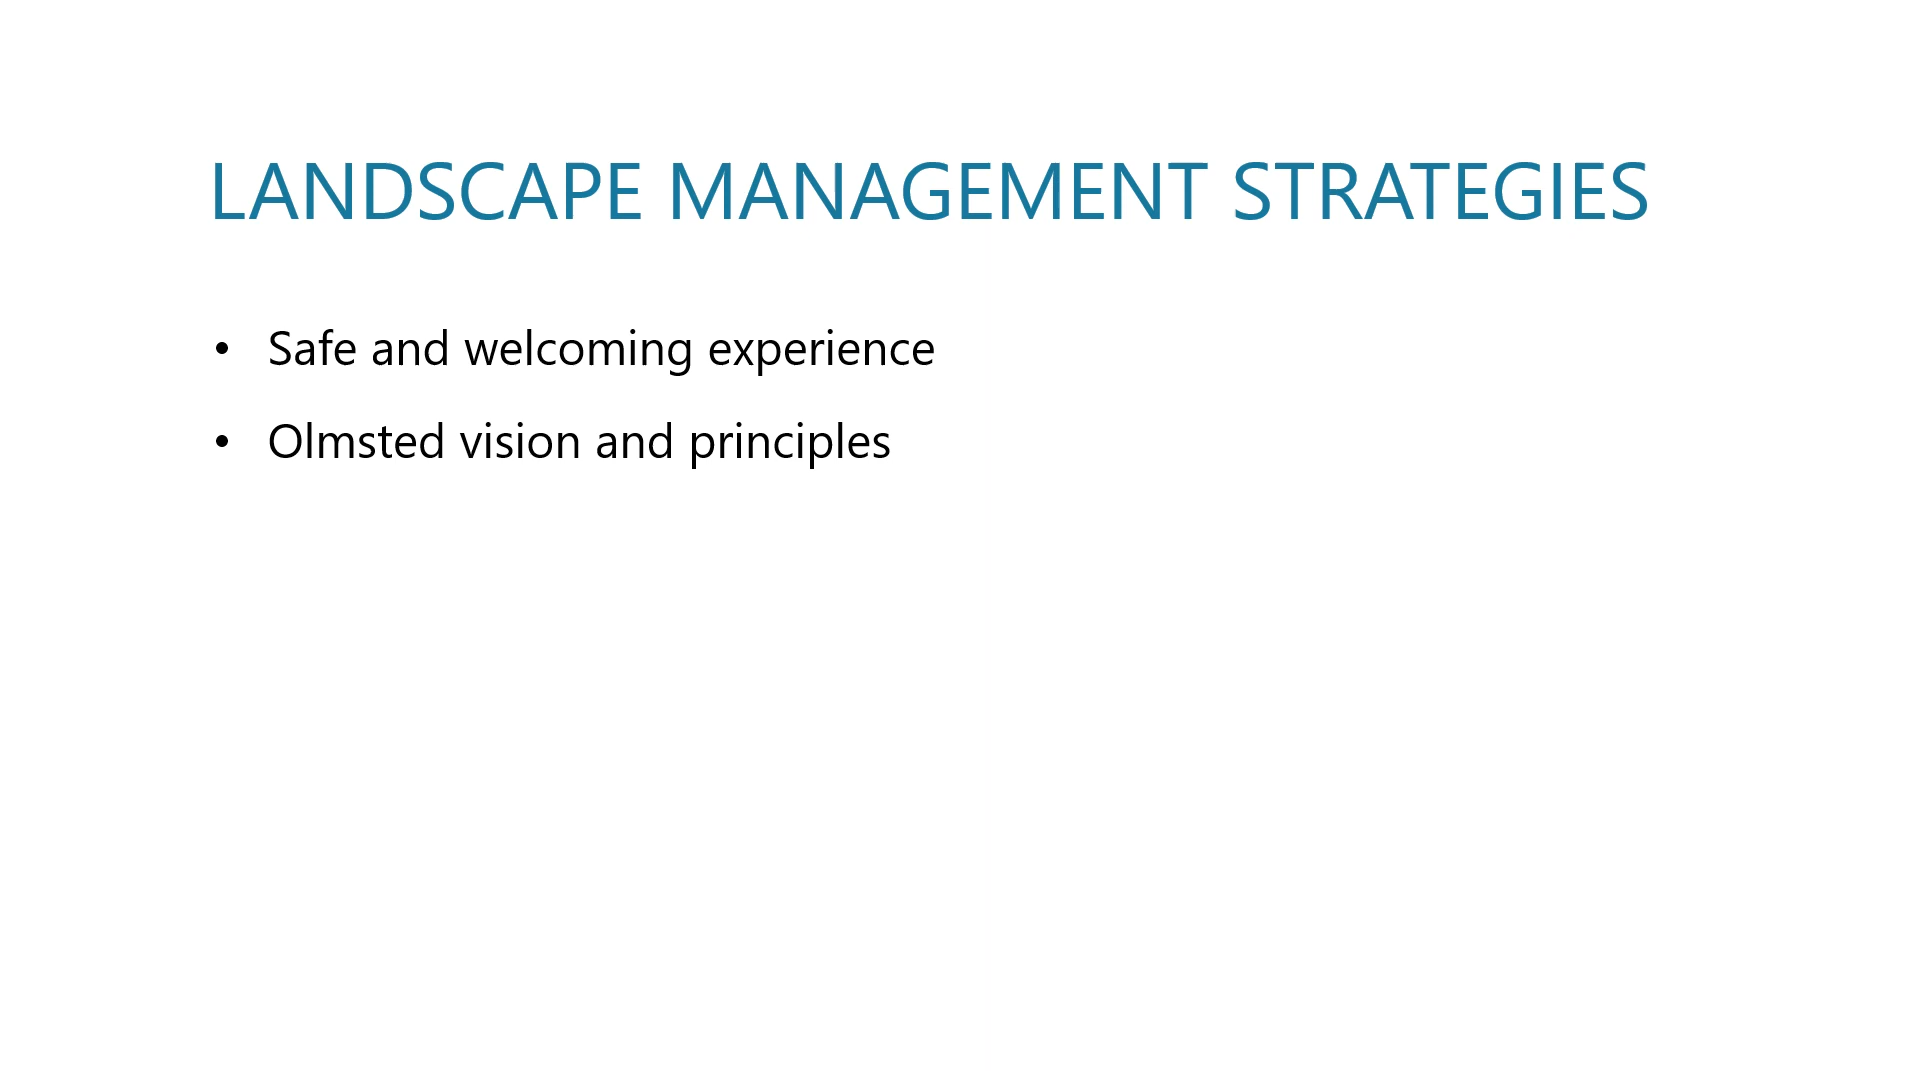 LANDSCAPE MANAGEMENT STRATEGIES
• Safe and welcoming experience
• Olmsted vision and principles